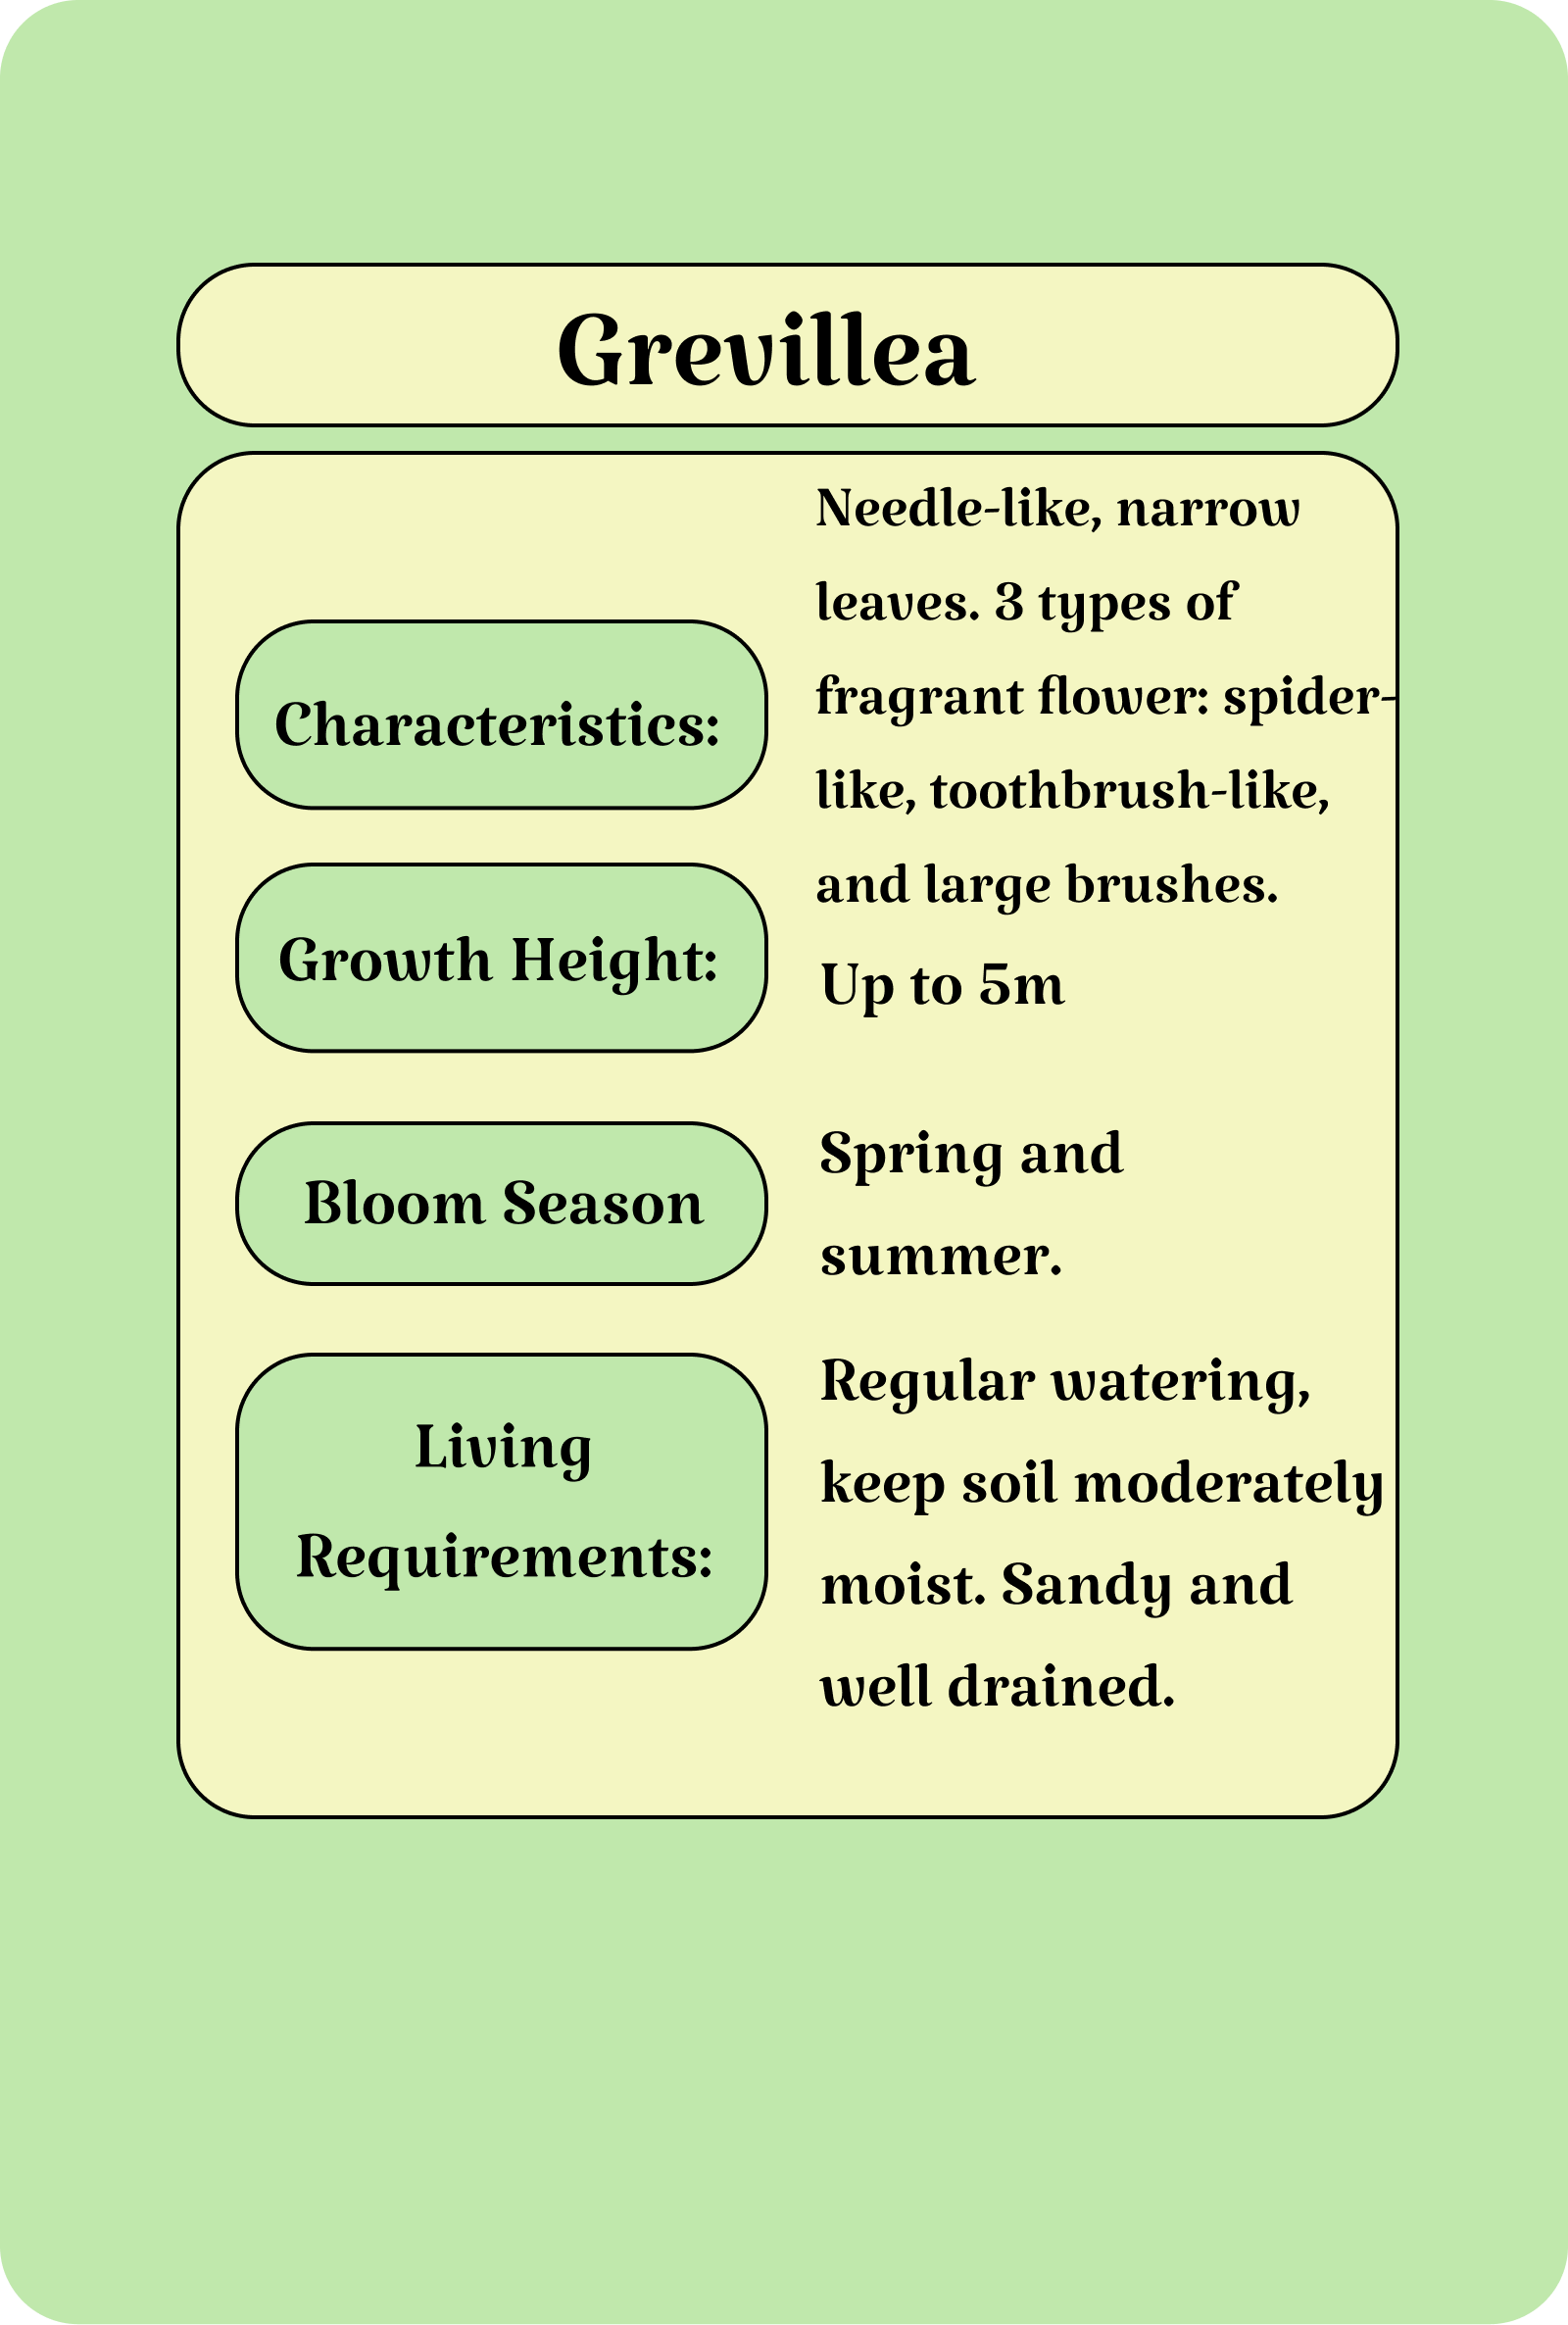 Grevillea
Characteristics:
Needle-like, narrow
leaves. 3 types of
fragrant flower: spider-
like, toothbrush-like,
and large brushes.
Growth Height:
Up to 5m
Bloom Season
Spring and
summer.
Living
Requirements:
Regular watering,
keep soil moderately
moist. Sandy and
well drained.